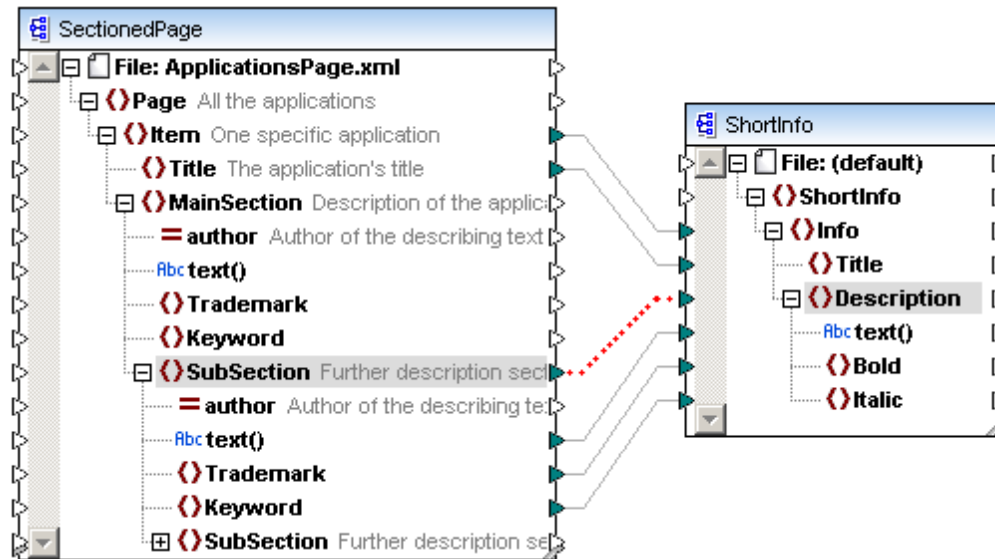 SectionedPage
File: ApplicationsPage.xml
Page All the applications
Item One specific application
Title The application's title
MainSection Description of the applica
author Author of the describing text
Abc text()
Trademark
Keyword
SubSection Further description sect
author Author of the describing te
Abc text()
Trademark
Keyword
SubSection Further description se
ShortInfo
File: (default)
ShortInfo
Info
Title
Description
Abc text()
Bold
Italic